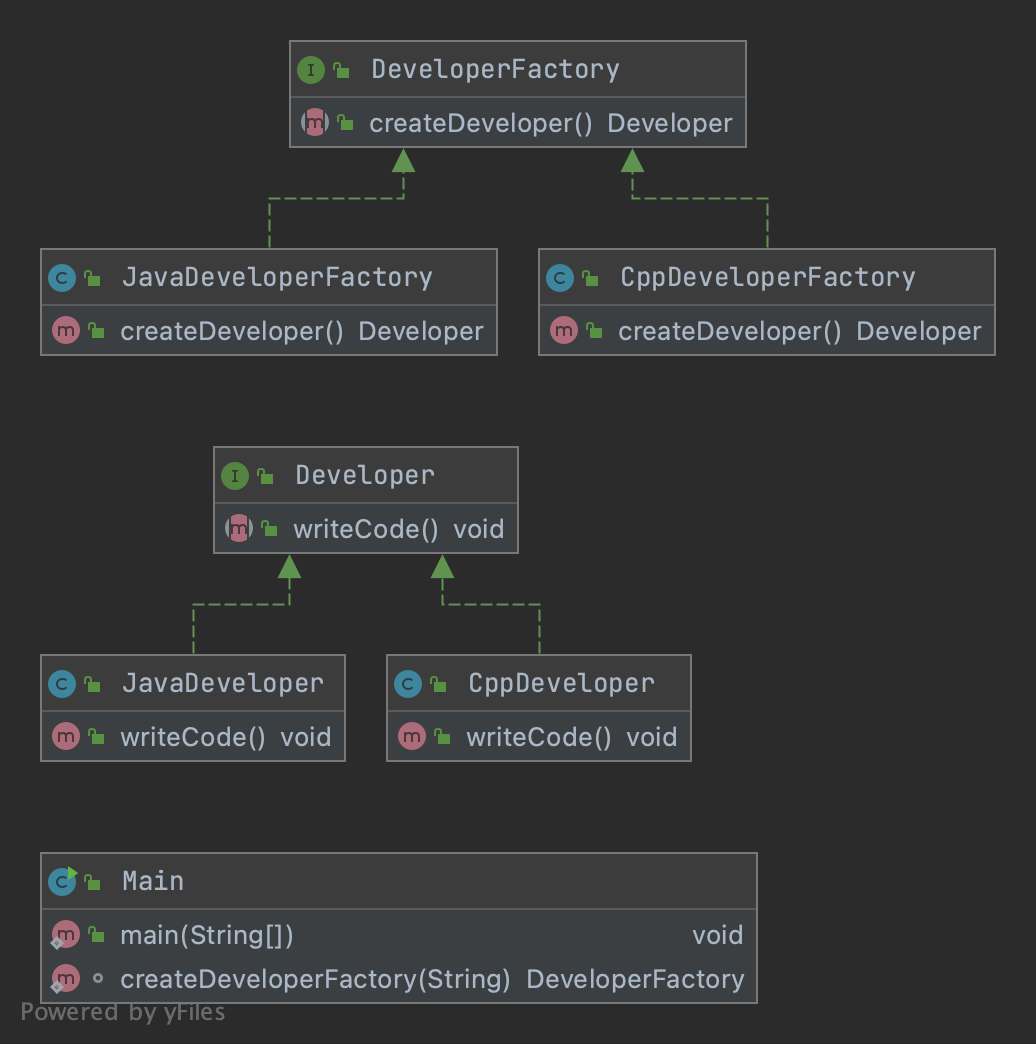 DeveloperFactory
createDeveloper() Developer
JavaDeveloperFactory
createDeveloper() Developer
CppDeveloperFactory
createDeveloper() Developer
Developer
writeCode() void
JavaDeveloper
writeCode() void
CppDeveloper
writeCode() void
Main
main(String[]) void
createDeveloperFactory(String) DeveloperFactory
Powered by yFiles